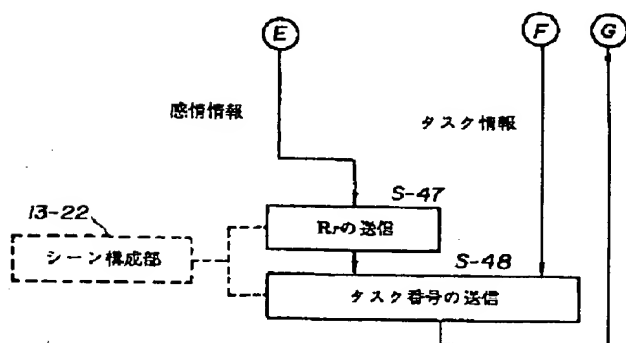 E
F
G
感情情報
タスク情報
S-47
13-22
Rrの送信
シーン構成部
S-48
タスク番号の送信